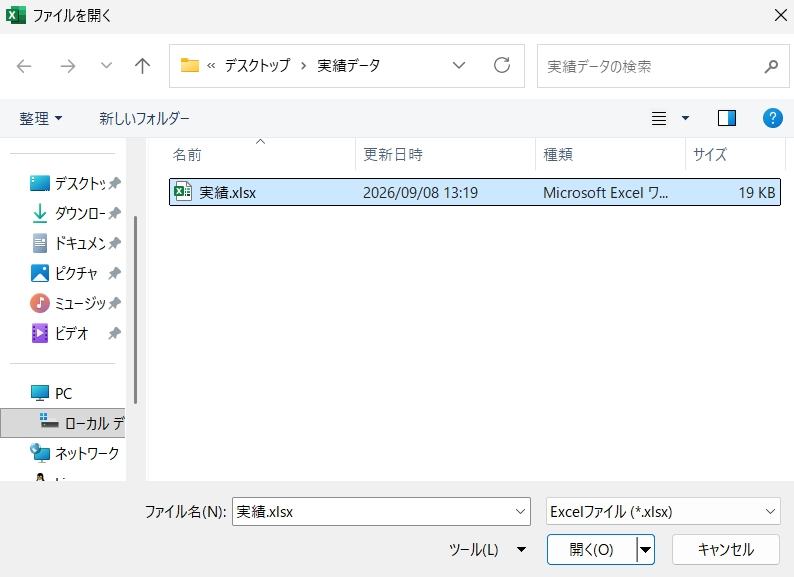 ファイルを開く
« デスクトップ › 実績データ
実績データの検索
整理
新しいフォルダー
名前 更新日時 種類 サイズ
実績.xlsx 2026/09/08 13:19 Microsoft Excel ワ... 19 KB
デスクト
ダウンロー
ドキュメン
ピクチャ
ミュージッ
ビデオ
PC
ローカル デ
ネットワーク
ファイル名(N): 実績.xlsx
Excelファイル (*.xlsx)
ツール(L)
開く(O)
キャンセル